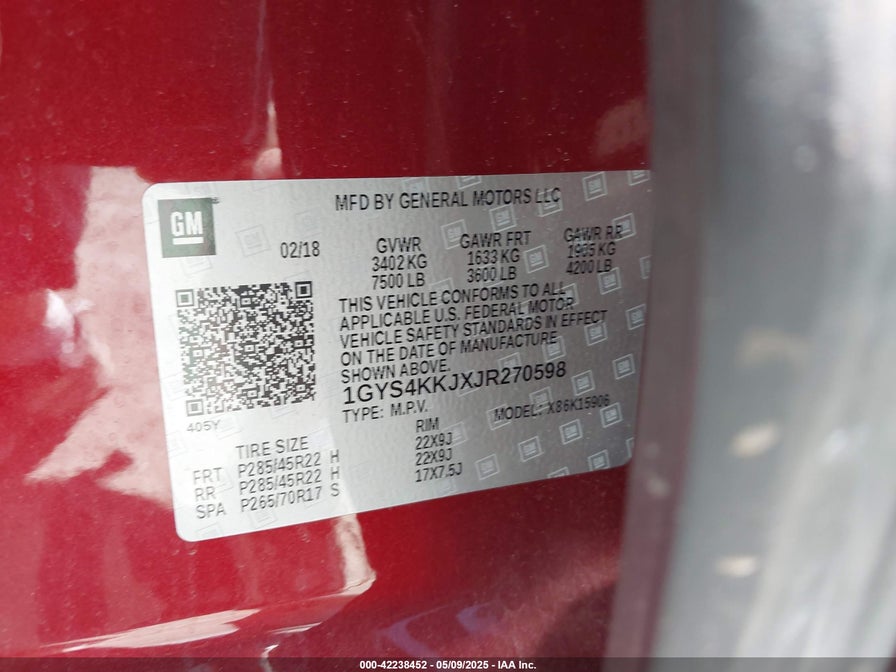 GM
MFD BY GENERAL MOTORS LLC
02/18
GVWR GAWR FRT GAWR RR
3402 KG 1633 KG 1905 KG
7500 LB 3600 LB 4200 LB
THIS VEHICLE CONFORMS TO ALL
APPLICABLE U.S. FEDERAL MOTOR
VEHICLE SAFETY STANDARDS IN EFFECT
ON THE DATE OF MANUFACTURE
SHOWN ABOVE.
1GYS4KKJXJR270598
TYPE: M.P.V. MODEL: X86K15906
405Y
TIRE SIZE RIM
FRT P285/45R22 H 22X9J
RR P285/45R22 H 22X9J
SPA P265/70R17 S 17X7.5J
000-42238452 - 05/09/2025 - IAA Inc.